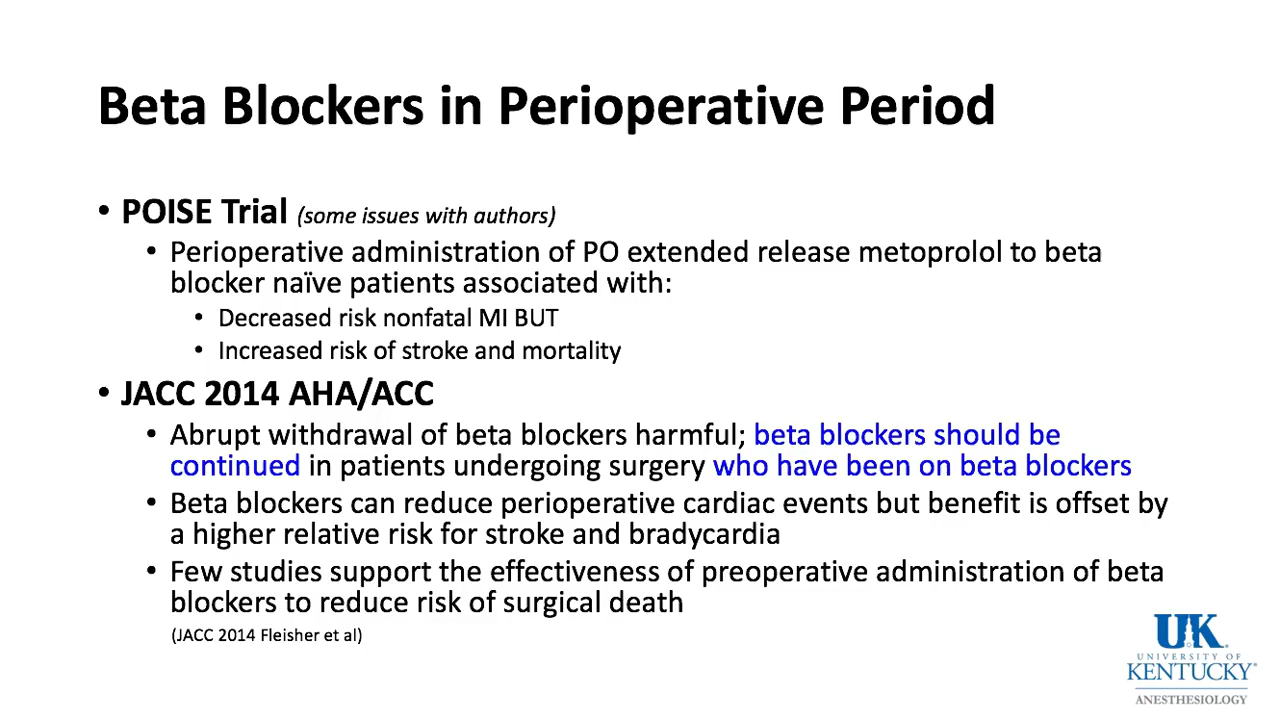 Beta Blockers in Perioperative Period
• POISE Trial (some issues with authors)
• Perioperative administration of PO extended release metoprolol to beta
blocker naïve patients associated with:
• Decreased risk nonfatal MI BUT
• Increased risk of stroke and mortality
• JACC 2014 AHA/ACC
• Abrupt withdrawal of beta blockers harmful; beta blockers should be
continued in patients undergoing surgery who have been on beta blockers
• Beta blockers can reduce perioperative cardiac events but benefit is offset by
a higher relative risk for stroke and bradycardia
• Few studies support the effectiveness of preoperative administration of beta
blockers to reduce risk of surgical death
(JACC 2014 Fleisher et al)
UK
UNIVERSITY OF
KENTUCKY
ANESTHESIOLOGY